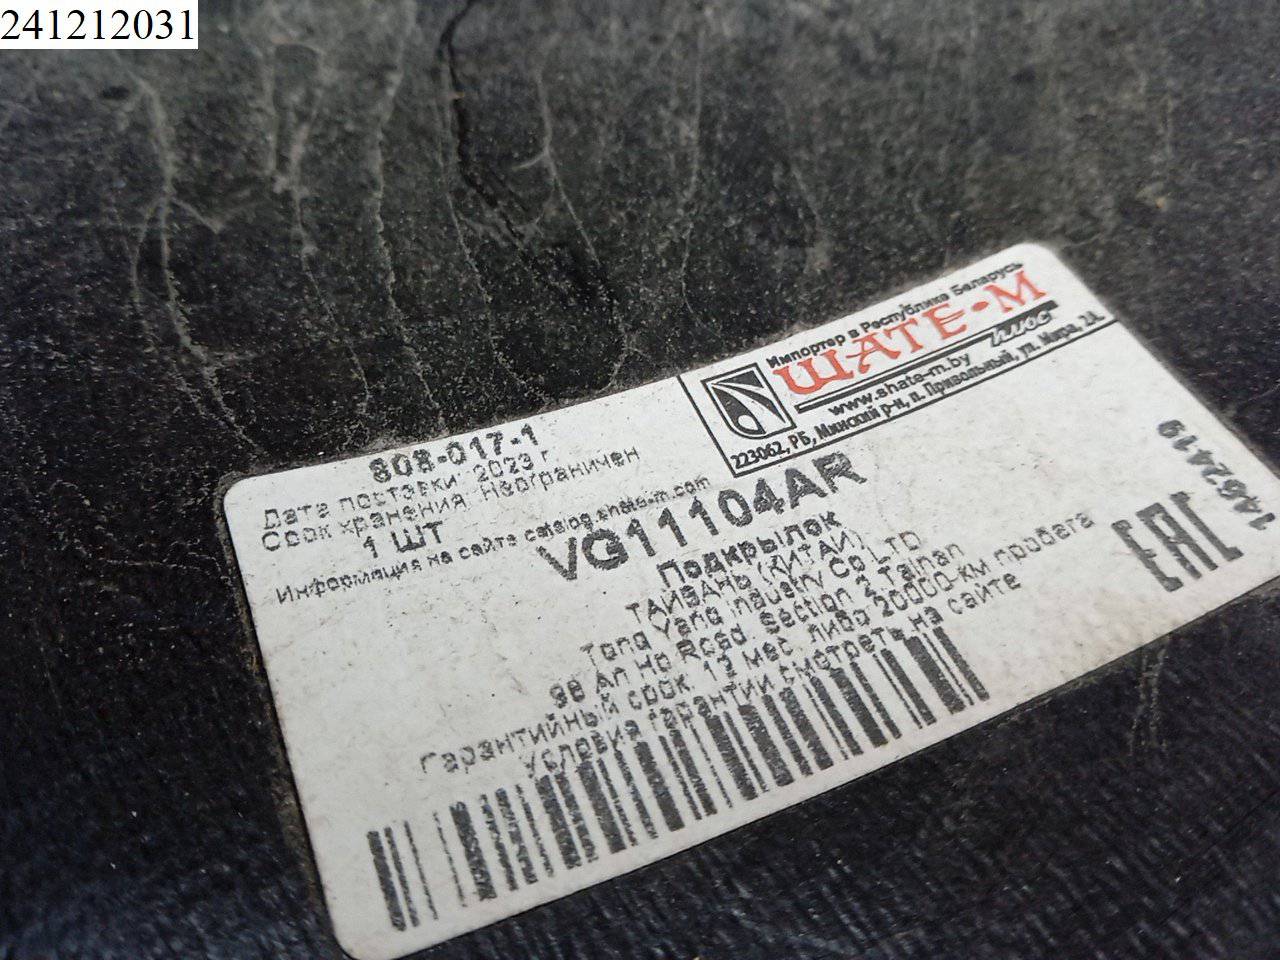 241212031
Импортер в Республике Беларусь
ШАТЕ-М
плюс
www.shate-m.by
223062, РБ, Минский р-н, п. Привольный, ул. Мира, 2А
808-017-1
Дата поставки: 2023 г.
Срок хранения: Неограничен
1 ШТ
Информация на сайте catalog.shate-m.com
VG11104AR
Подкрылок
ТАЙВАНЬ (КИТАЙ)
Tong Yang Industry Co LTD
98 An Ho Road, Section 2 Tainan
Гарантийный срок 12 мес. либо 20000-км пробега
Условия гарантии смотреть на сайте
EAC
1492419